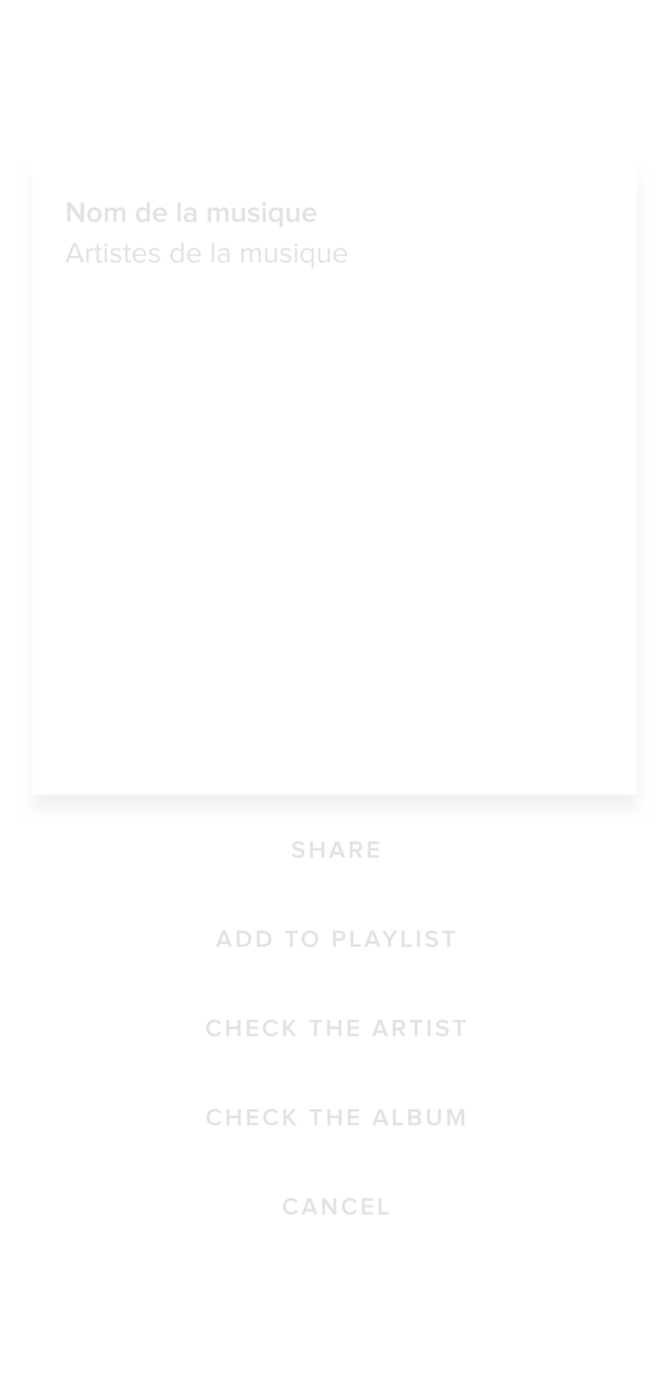 Nom de la musique
Artistes de la musique
SHARE
ADD TO PLAYLIST
CHECK THE ARTIST
CHECK THE ALBUM
CANCEL